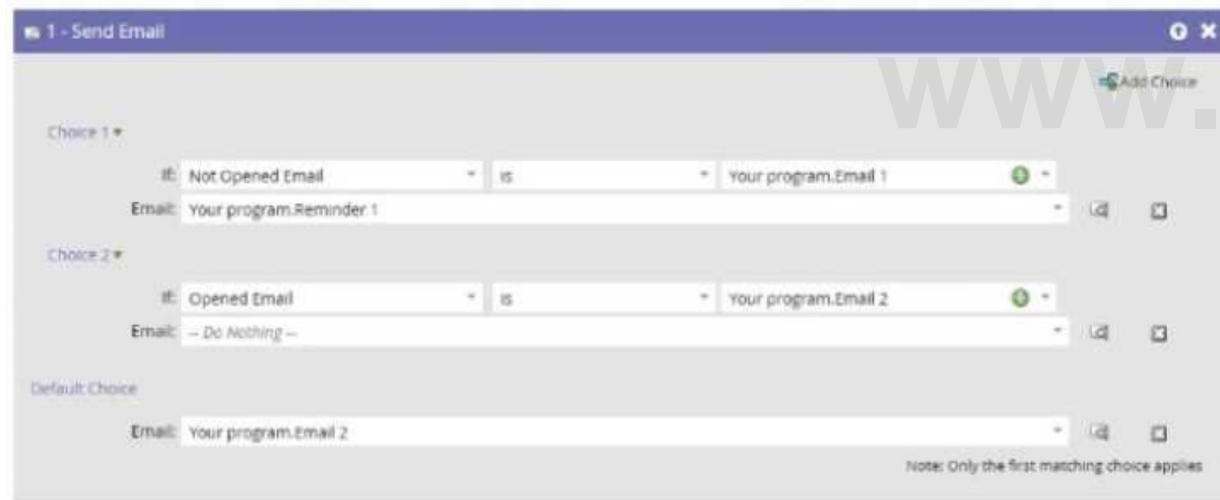 1 - Send Email
www.
Add Choice
Choice 1
If: Not Opened Email is Your program.Email 1
Email: Your program.Reminder 1
Choice 2
If: Opened Email is Your program.Email 2
Email: -- Do Nothing --
Default Choice
Email: Your program.Email 2
Note: Only the first matching choice applies